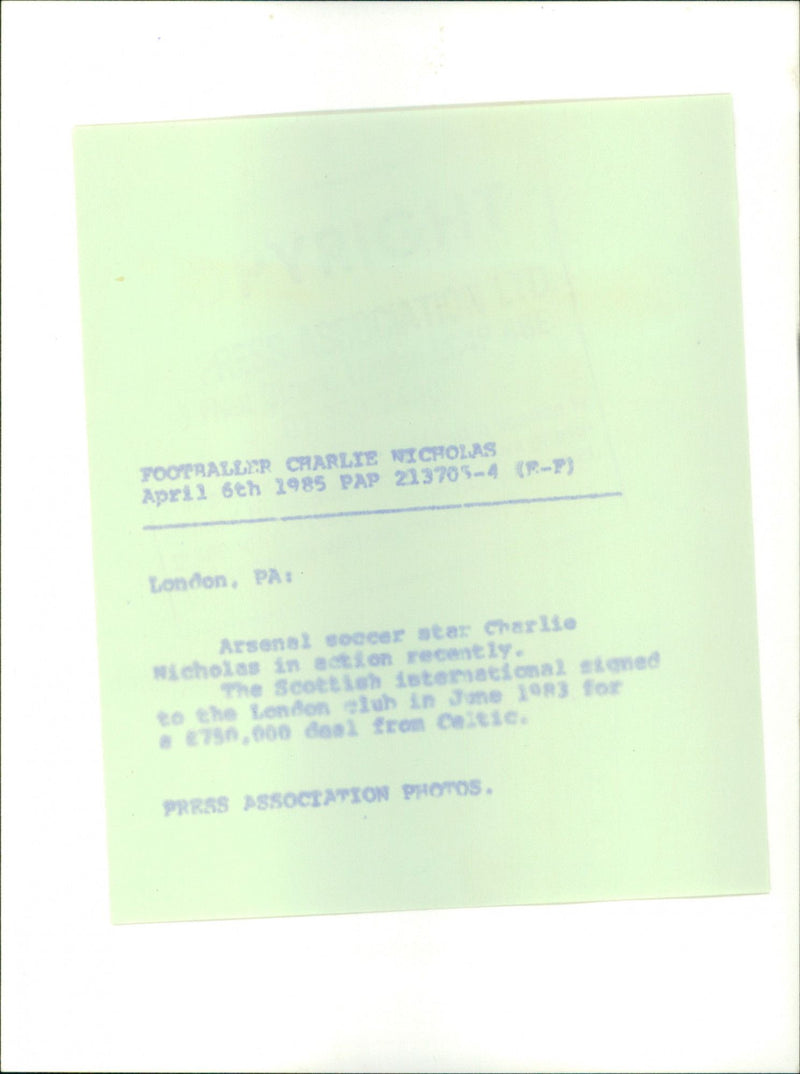 FOOTBALLER CHARLIE NICHOLAS
April 6th 1985 PAP 213705-4 (E-F)
London, PA:
Arsenal soccer star Charlie
Nicholas in action recently.
The Scottish international signed
to the London club in June 1983 for
a £750,000 deal from Celtic.
PRESS ASSOCIATION PHOTOS.